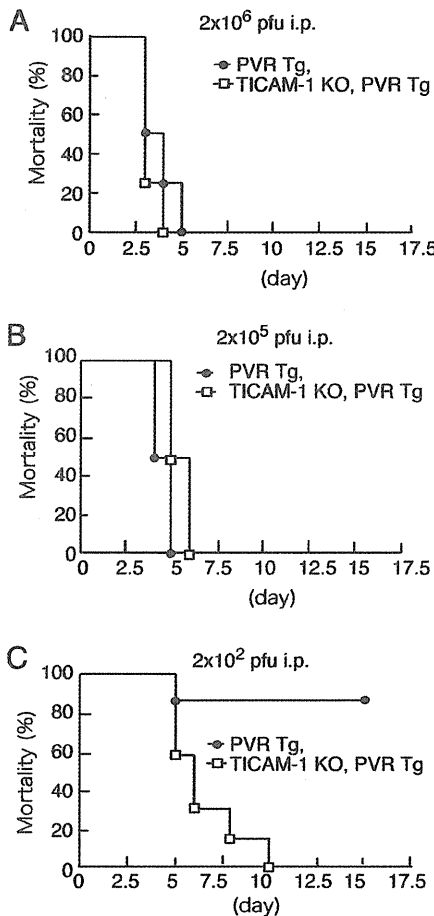 A
2x10⁶ pfu i.p.
PVR Tg,
TICAM-1 KO, PVR Tg
Mortality (%)
100
80
60
40
20
0
0 2.5 5 7.5 10 12.5 15 17.5
(day)
B
2x10⁵ pfu i.p.
PVR Tg,
TICAM-1 KO, PVR Tg
Mortality (%)
100
80
60
40
20
0
0 2.5 5 7.5 10 12.5 15 17.5
(day)
C
2x10² pfu i.p.
PVR Tg,
TICAM-1 KO, PVR Tg
Mortality (%)
100
80
60
40
20
0
0 2.5 5 7.5 10 12.5 15 17.5
(day)